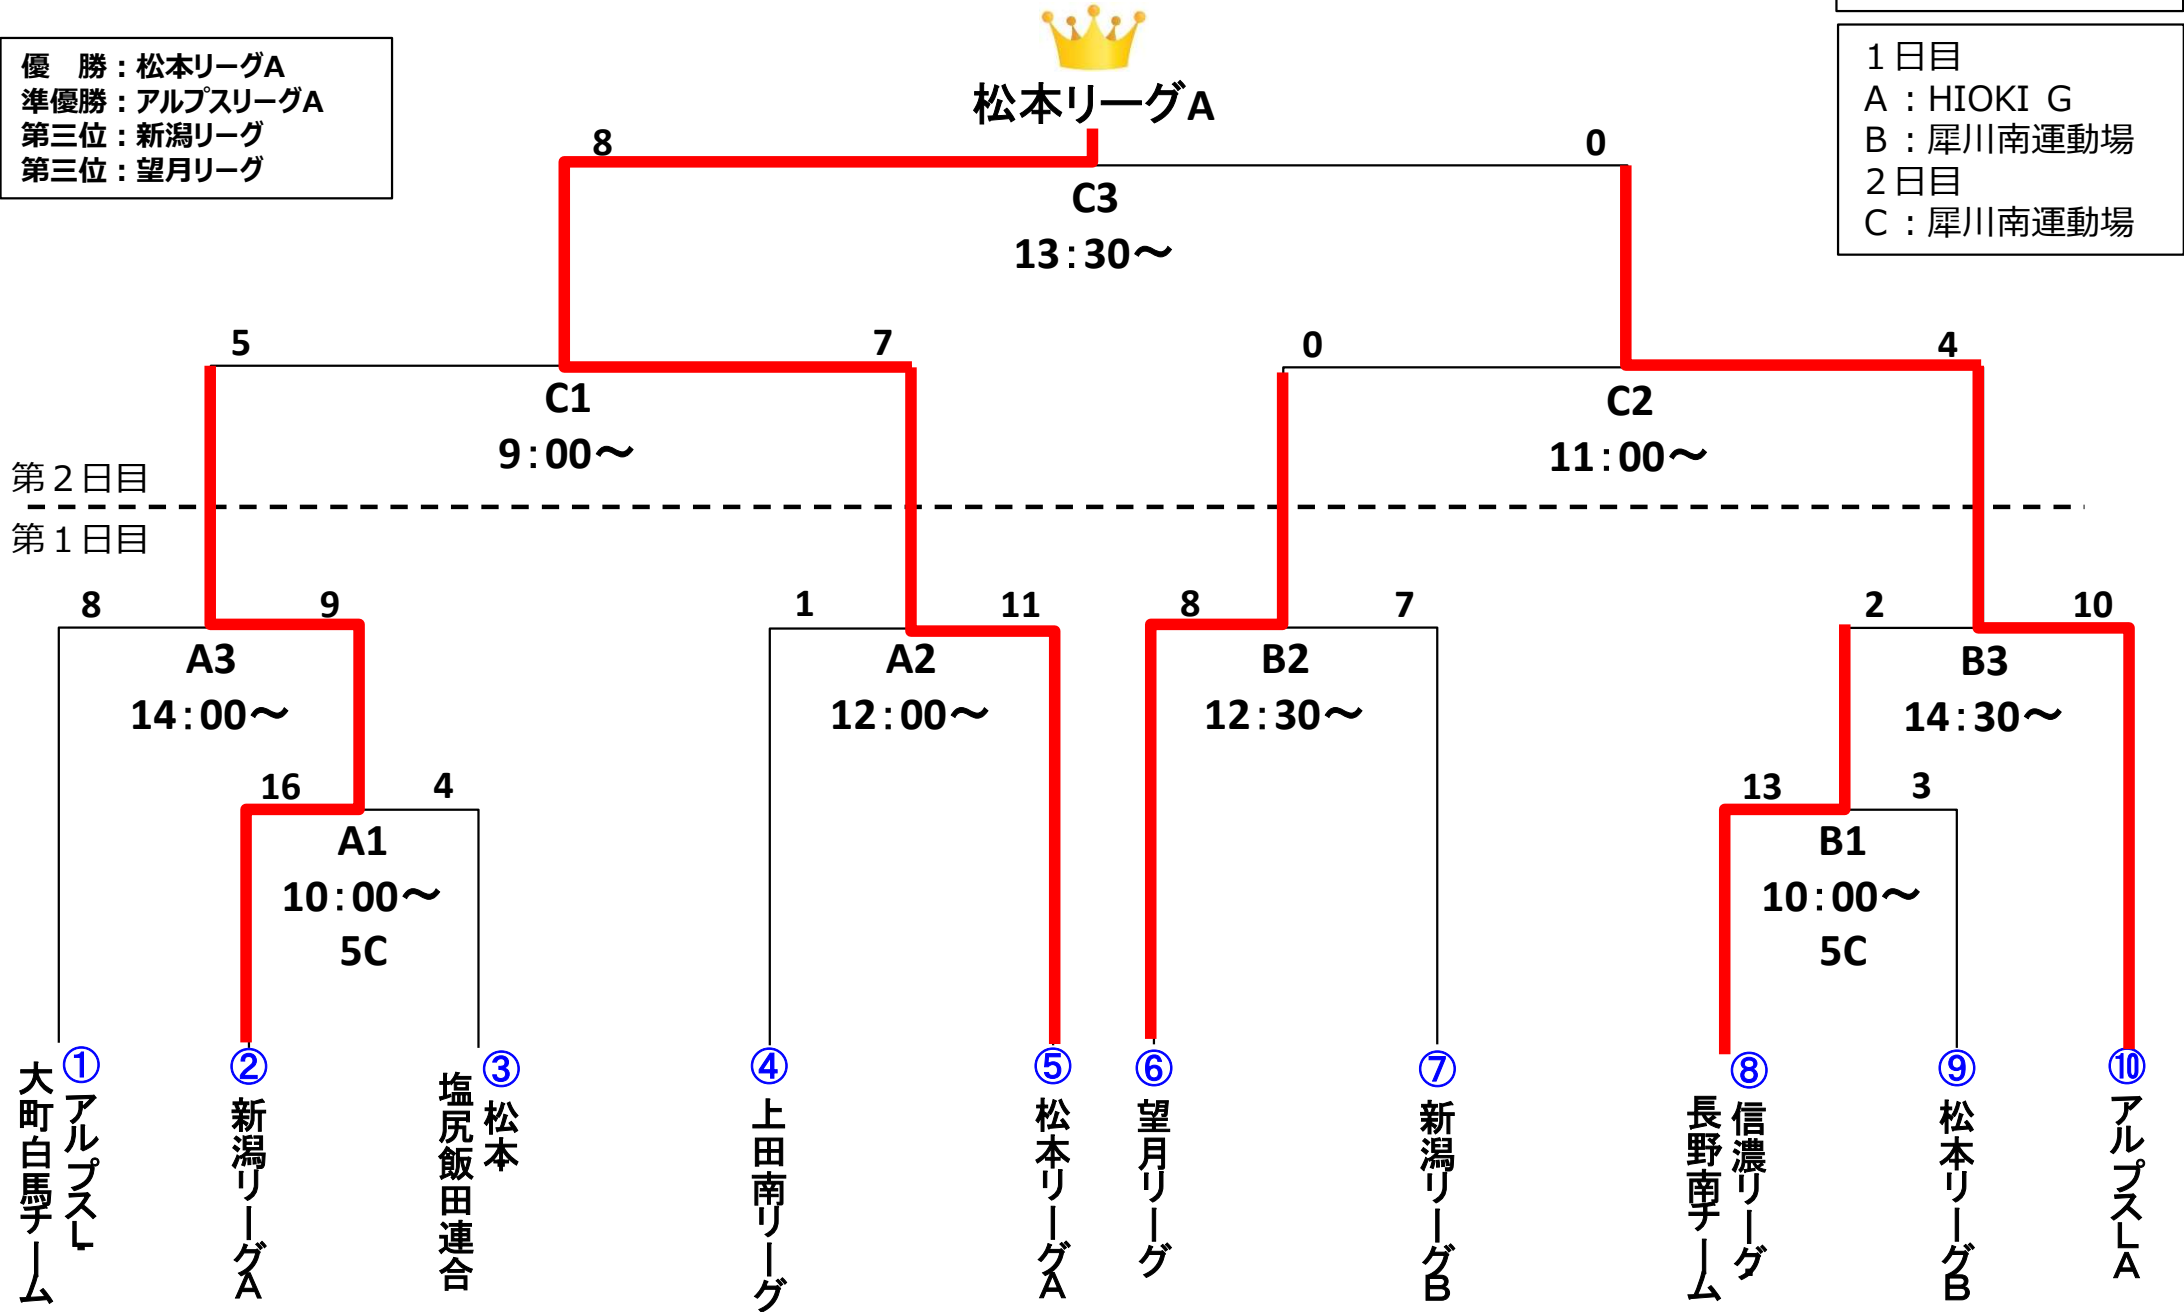 優　勝：松本リーグA
準優勝：アルプスリーグA
第三位：新潟リーグ
第三位：望月リーグ
松本リーグA
1日目
A：HIOKI G
B：犀川南運動場
2日目
C：犀川南運動場
8
0
C3
13:30～
5
7
0
4
C1
9:00～
C2
11:00～
第2日目
第1日目
8
9
1
11
8
7
2
10
A3
14:00～
A2
12:00～
B2
12:30～
B3
14:30～
16
4
13
3
A1
10:00～
5C
B1
10:00～
5C
①
アルプスL
大町白馬チーム
②
新潟リーグA
③
松本
塩尻飯田連合
④
上田南リーグ
⑤
松本リーグA
⑥
望月リーグ
⑦
新潟リーグB
⑧
信濃リーグ
長野南チーム
⑨
松本リーグB
⑩
アルプスLA